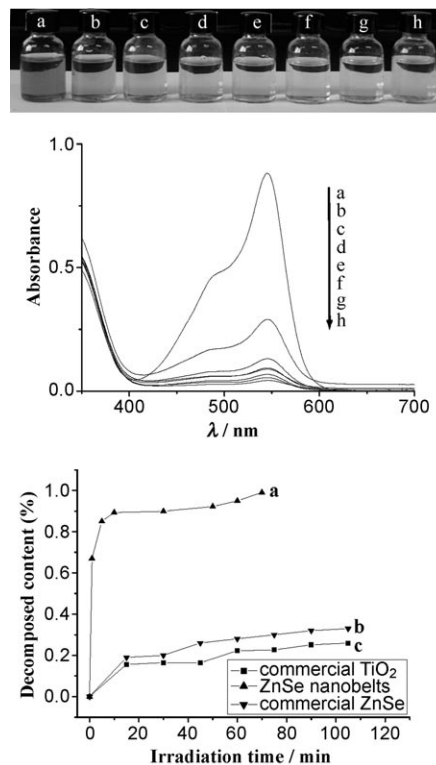 a b c d e f g h
1.0
0.5
0.0
Absorbance
a
b
c
d
e
f
g
h
400 500 600 700
λ / nm
1.0
0.8
0.6
0.4
0.2
0.0
Decomposed content (%)
a
b
c
commercial TiO₂
ZnSe nanobelts
commercial ZnSe
0 20 40 60 80 100 120
Irradiation time / min